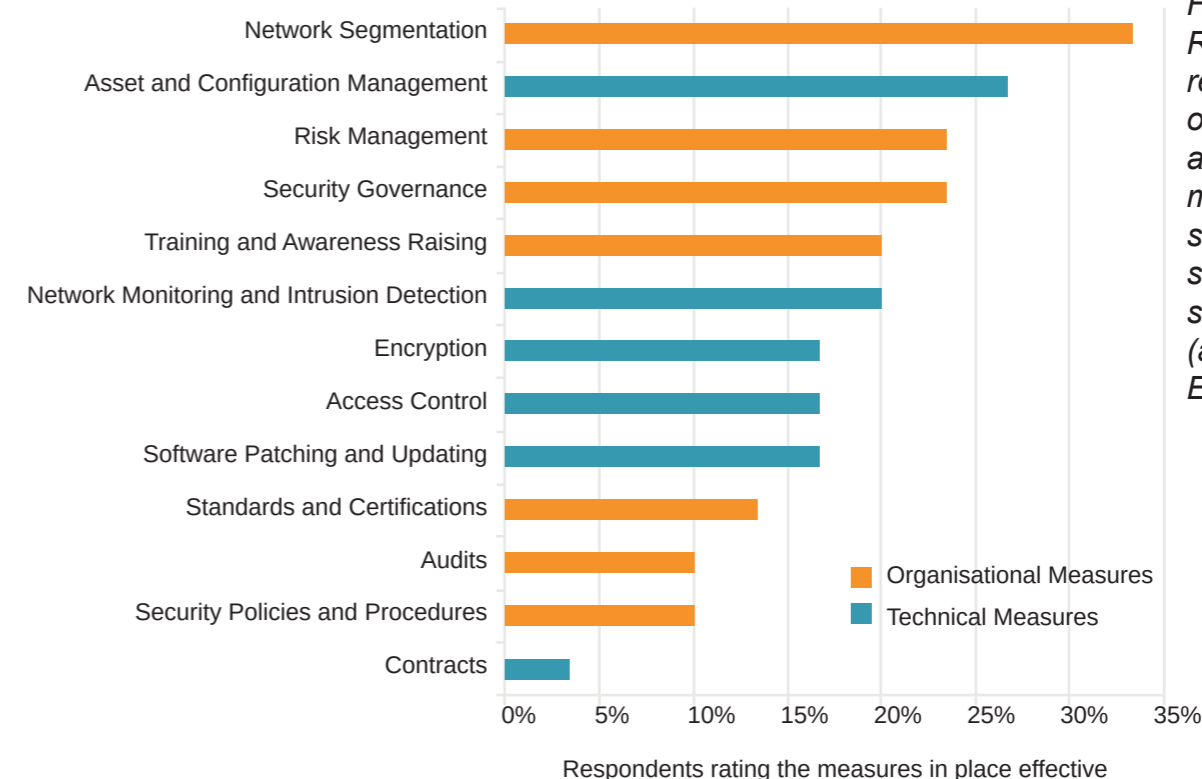 Network Segmentation
Asset and Configuration Management
Risk Management
Security Governance
Training and Awareness Raising
Network Monitoring and Intrusion Detection
Encryption
Access Control
Software Patching and Updating
Standards and Certifications
Audits
Security Policies and Procedures
Contracts
Organisational Measures
Technical Measures
0% 5% 10% 15% 20% 25% 30% 35%
Respondents rating the measures in place effective